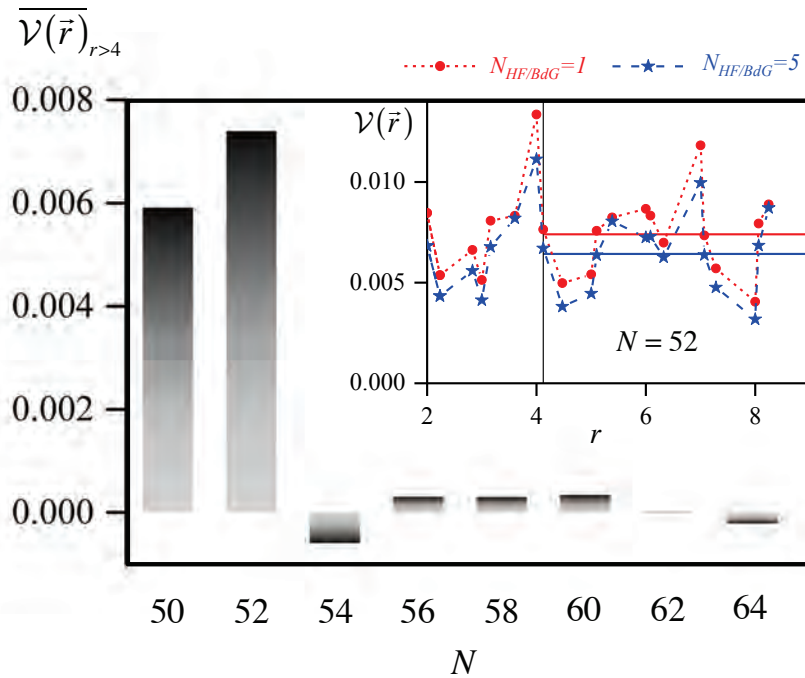 𝒱(r⃗)r>4
N_HF/BdG=1 N_HF/BdG=5
0.008
0.006
0.004
0.002
0.000
𝒱(r⃗)
0.010
0.005
0.000
N = 52
2 4 6 8
r
50 52 54 56 58 60 62 64
N